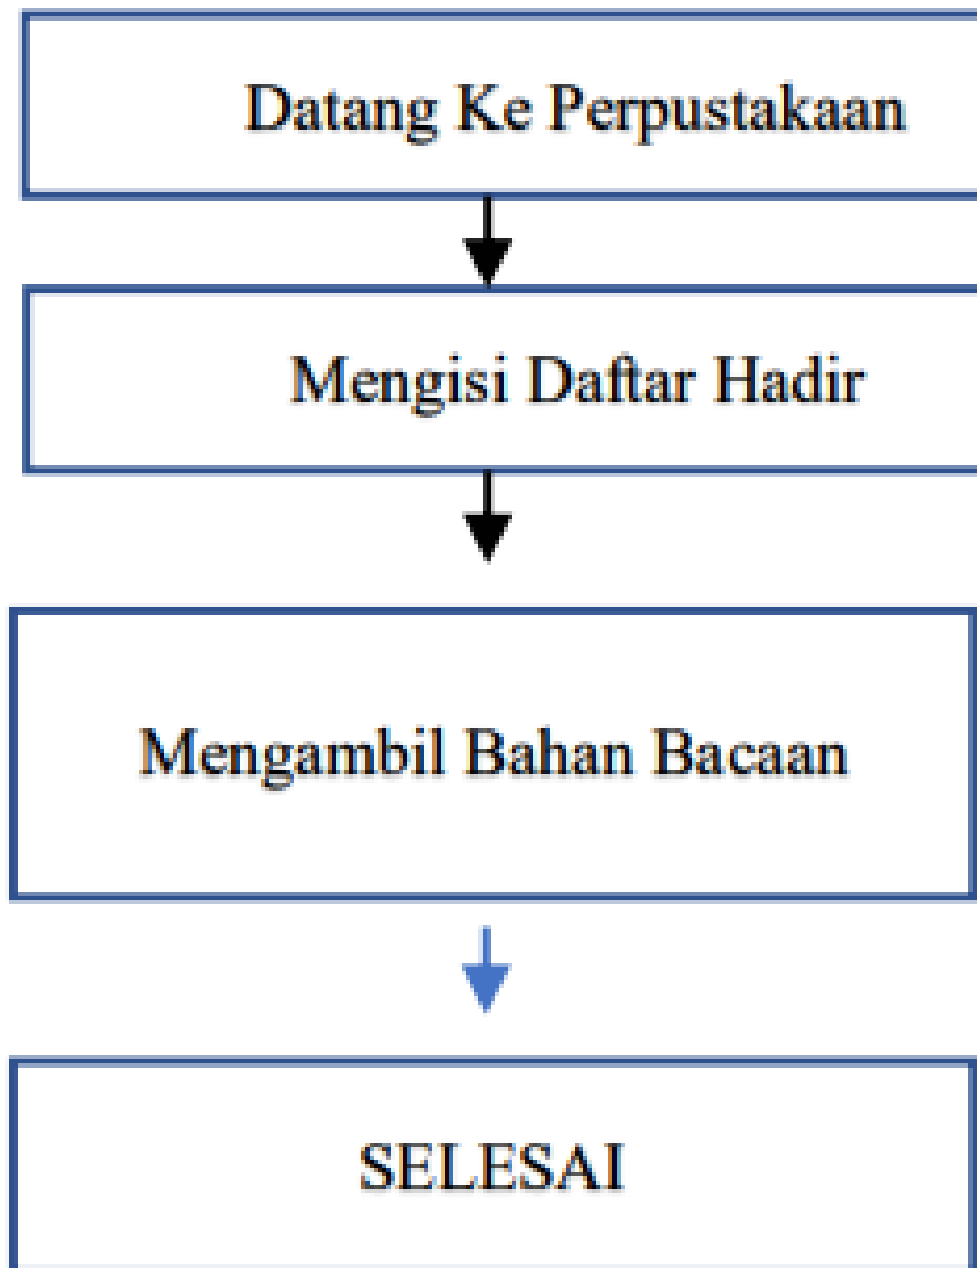 Datang Ke Perpustakaan
Mengisi Daftar Hadir
Mengambil Bahan Bacaan
SELESAI